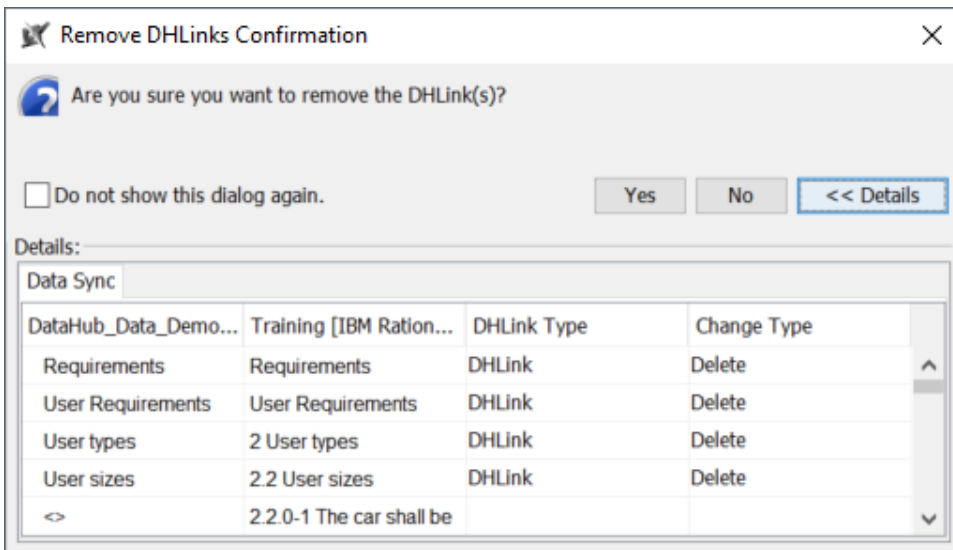 Remove DHLinks Confirmation
Are you sure you want to remove the DHLink(s)?
Do not show this dialog again. Yes No << Details
Details:
Data Sync
DataHub_Data_Demo... Training [IBM Ration... DHLink Type Change Type
Requirements Requirements DHLink Delete
User Requirements User Requirements DHLink Delete
User types 2 User types DHLink Delete
User sizes 2.2 User sizes DHLink Delete
<> 2.2.0-1 The car shall be